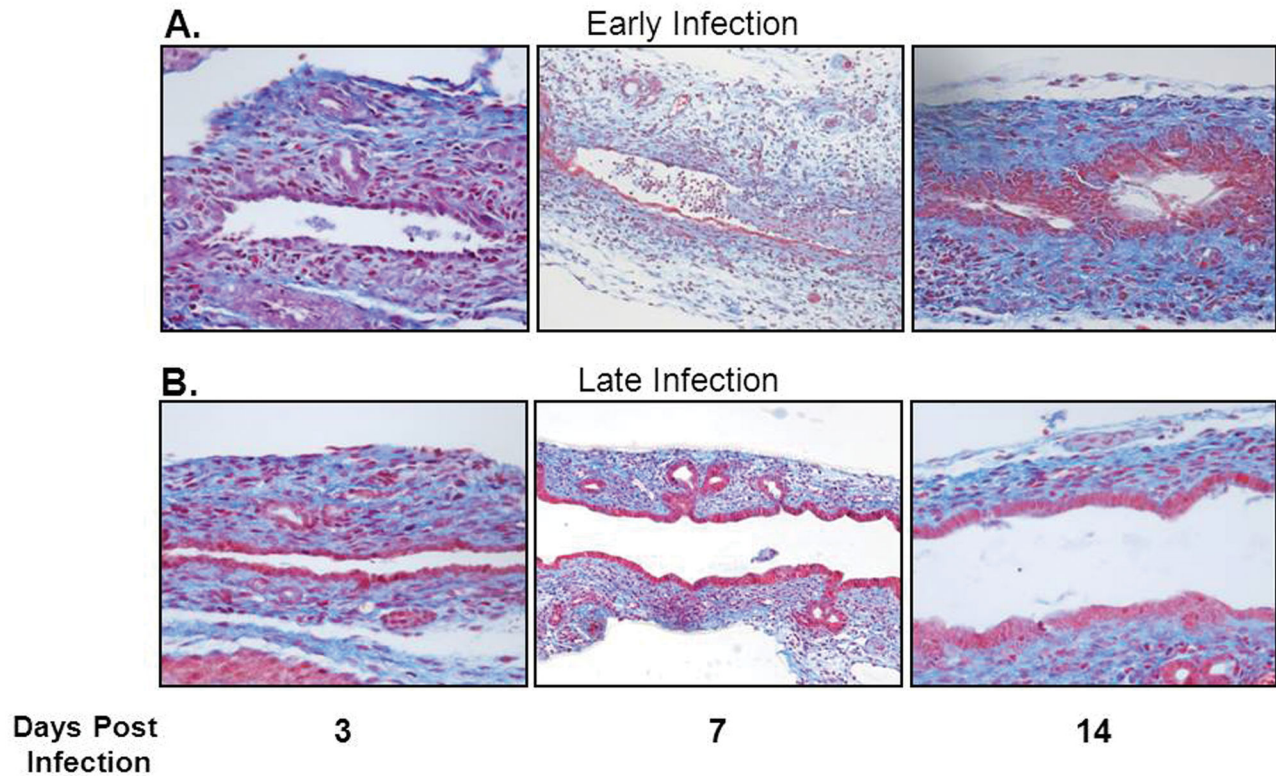 A.
Early Infection
B.
Late Infection
Days Post
Infection
3
7
14